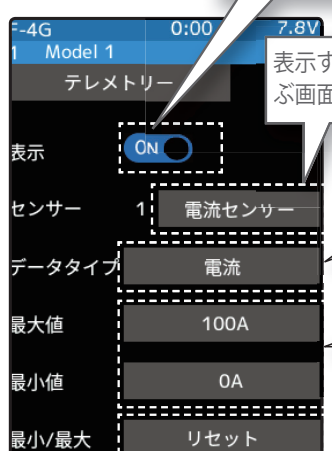 F-4G 0:00 7.8V
1 Model 1
テレメトリー
表示す
ぶ画面
表示 ON
センサー 1 電流センサー
データタイプ 電流
最大値 100A
最小値 0A
最小/最大 リセット